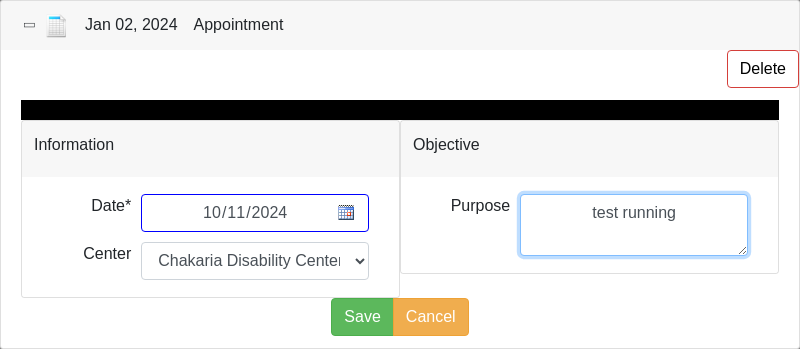 Jan 02, 2024 Appointment
Delete
Information
Objective
Date* 10/11/2024
Purpose test running
Center Chakaria Disability Center
Save Cancel